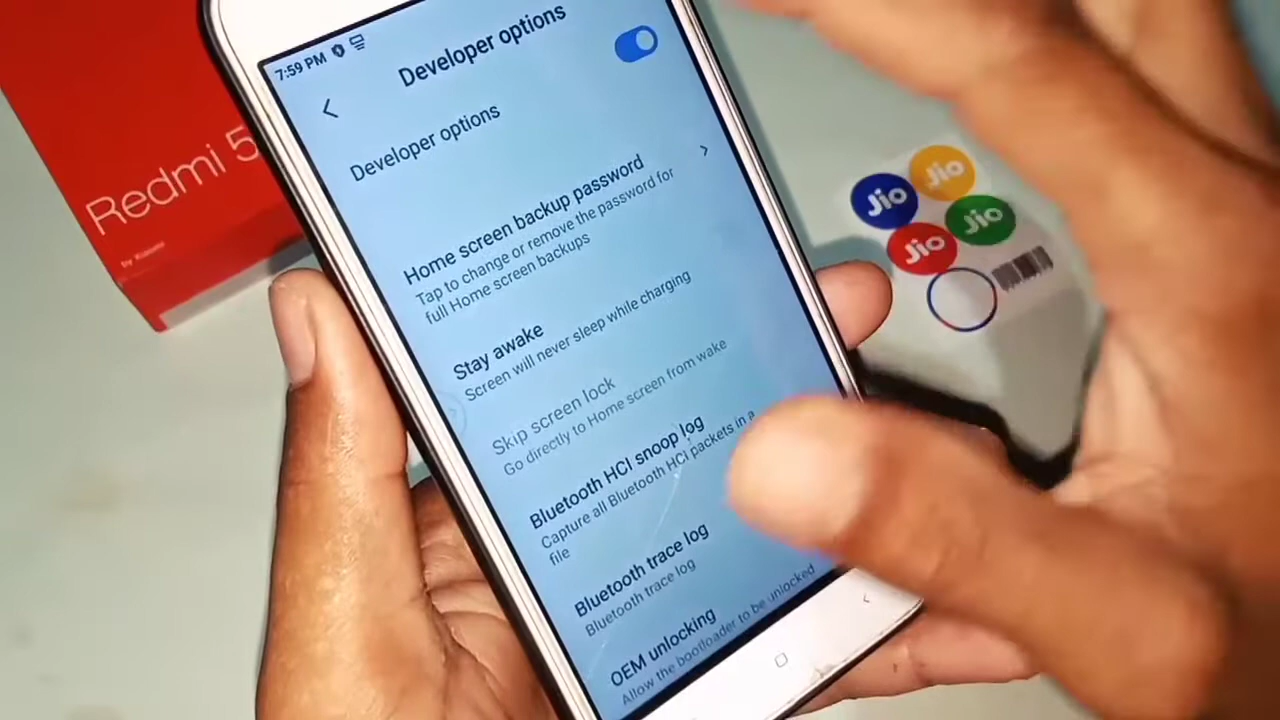 7:59 PM
Developer options
Developer options
Home screen backup password
Tap to change or remove the password for
full Home screen backups
Stay awake
Screen will never sleep while charging
Skip screen lock
Go directly to Home screen from wake
Bluetooth HCI snoop log
Capture all Bluetooth HCI packets in a
file
Bluetooth trace log
Bluetooth trace log
OEM unlocking
Allow the bootloader to be unlocked
Redmi 5
by Xiaomi
Jio
Jio
Jio
Jio